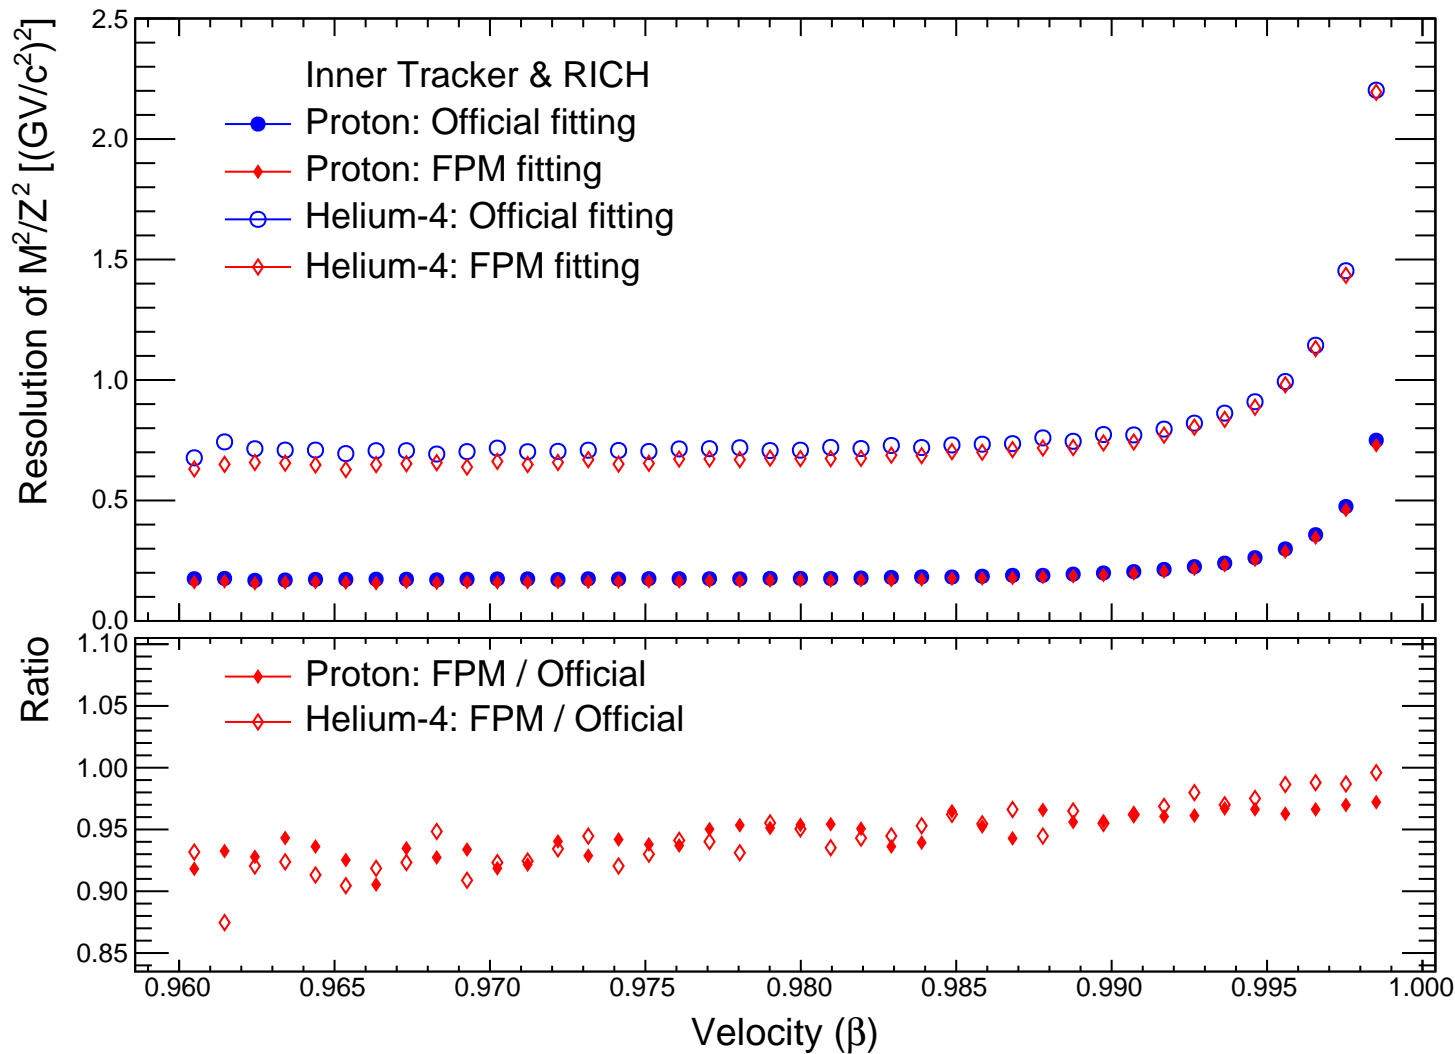 Resolution of M²/Z² [(GV/c²)²]
2.5
2.0
1.5
1.0
0.5
0.0
Inner Tracker & RICH
Proton: Official fitting
Proton: FPM fitting
Helium-4: Official fitting
Helium-4: FPM fitting
Ratio
1.10
1.05
1.00
0.95
0.90
0.85
Proton: FPM / Official
Helium-4: FPM / Official
0.960 0.965 0.970 0.975 0.980 0.985 0.990 0.995 1.000
Velocity (β)